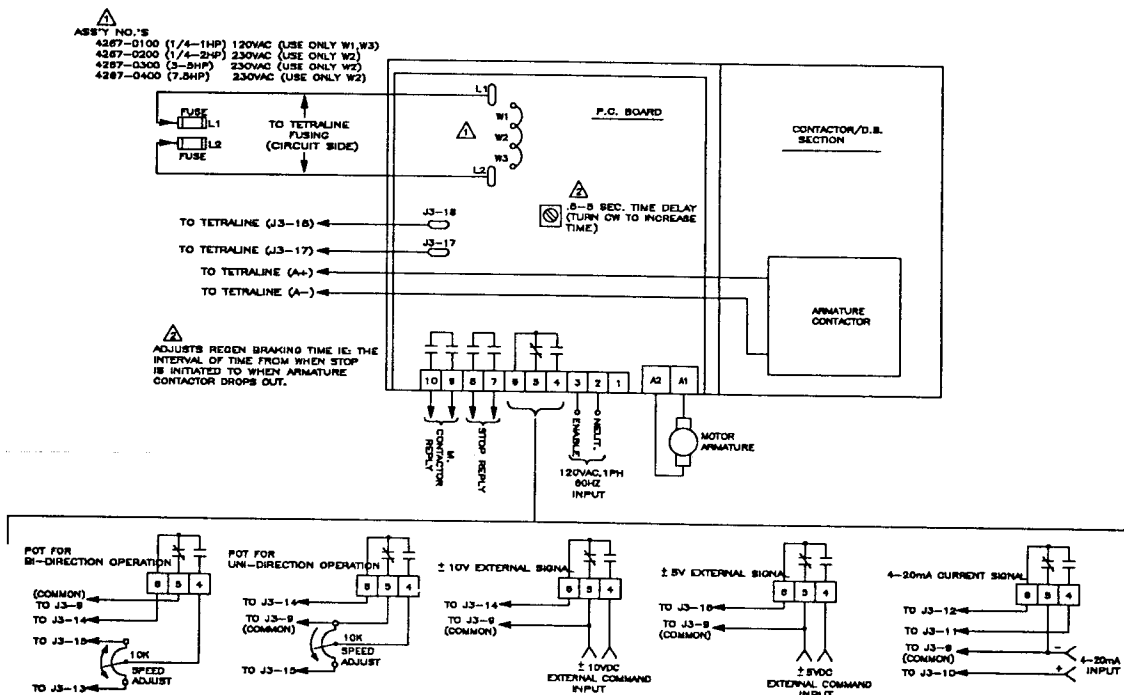 1
ASS'Y NO.'S
4267-0100 (1/4-1HP) 120VAC (USE ONLY W1,W3)
4267-0200 (1/4-2HP) 230VAC (USE ONLY W2)
4267-0300 (3-5HP) 230VAC (USE ONLY W2)
4267-0400 (7.5HP) 230VAC (USE ONLY W2)
FUSE
L1
L2
FUSE
TO TETRALINE
FUSING
(CIRCUIT SIDE)
L1
L2
1
W1
W2
W3
P.C. BOARD
CONTACTOR/D.B.
SECTION
2
.5-5 SEC. TIME DELAY
(TURN CW TO INCREASE
TIME)
J3-18
J3-17
TO TETRALINE (J3-18)
TO TETRALINE (J3-17)
TO TETRALINE (A+)
TO TETRALINE (A-)
ARMATURE
CONTACTOR
2
ADJUSTS REGEN BRAKING TIME IE: THE
INTERVAL OF TIME FROM WHEN STOP
IS INITIATED TO WHEN ARMATURE
CONTACTOR DROPS OUT.
10 9 8 7 6 5 4 3 2 1
A2 A1
M.
CONTACTOR
REPLY
STOP REPLY
ENABLE
NEUT.
120VAC, 1PH
60HZ
INPUT
MOTOR
ARMATURE
POT FOR
BI-DIRECTION OPERATION
6 5 4
(COMMON)
TO J3-9
TO J3-14
TO J3-15
10K
SPEED
ADJUST
TO J3-13
POT FOR
UNI-DIRECTION OPERATION
6 5 4
TO J3-14
TO J3-9
(COMMON)
10K
SPEED
ADJUST
TO J3-15
± 10V EXTERNAL SIGNAL
6 5 4
TO J3-14
TO J3-9
(COMMON)
± 10VDC
EXTERNAL COMMAND
INPUT
± 5V EXTERNAL SIGNAL
6 5 4
TO J3-16
TO J3-9
(COMMON)
± 5VDC
EXTERNAL COMMAND
INPUT
4-20mA CURRENT SIGNAL
6 5 4
TO J3-12
TO J3-11
TO J3-9
(COMMON)
TO J3-10
-
+
4-20mA
INPUT